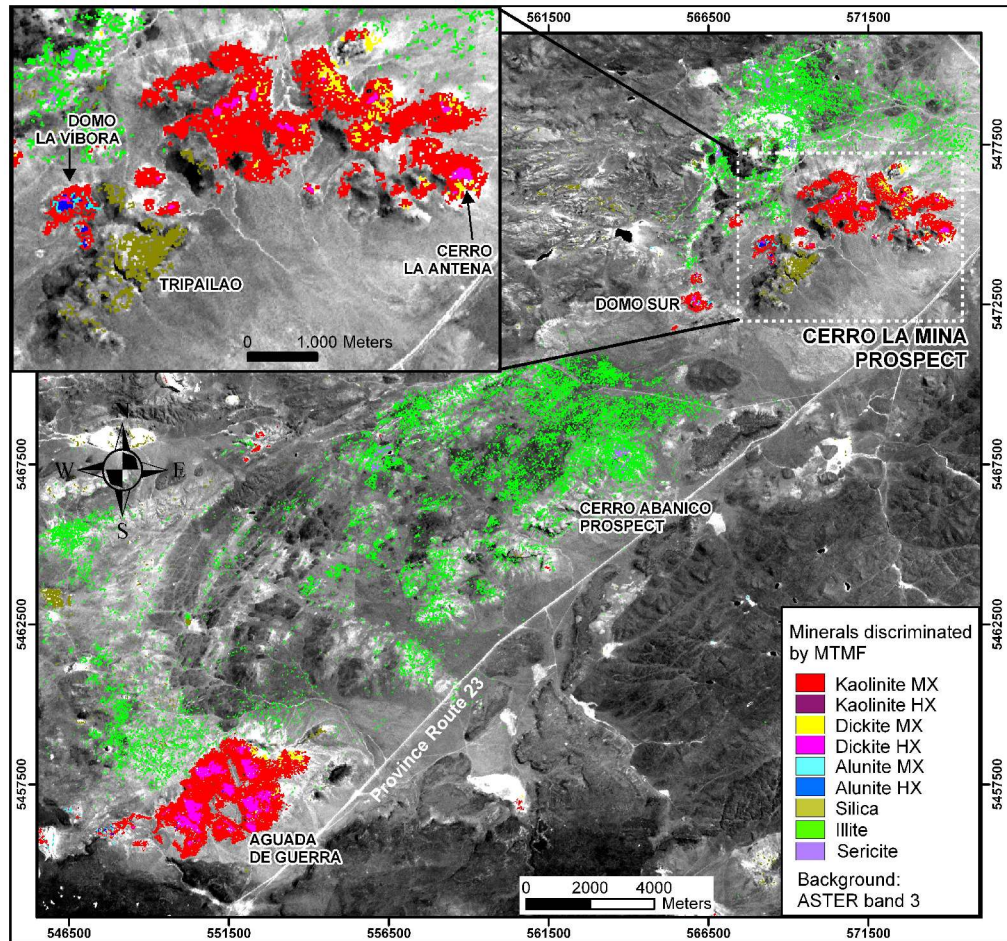 561500
566500
571500
DOMO
LA VÍBORA
TRIPAILAO
CERRO
LA ANTENA
0
1.000 Meters
DOMO SUR
CERRO LA MINA
PROSPECT
5477500
5472500
5467500
5467500
N
W
E
S
CERRO ABANICO
PROSPECT
5462500
5462500
Province Route 23
5457500
5457500
AGUADA
DE GUERRA
0
2000
4000
Meters
Minerals discriminated
by MTMF
Kaolinite MX
Kaolinite HX
Dickite MX
Dickite HX
Alunite MX
Alunite HX
Silica
Illite
Sericite
Background:
ASTER band 3
546500
551500
556500
561500
566500
571500